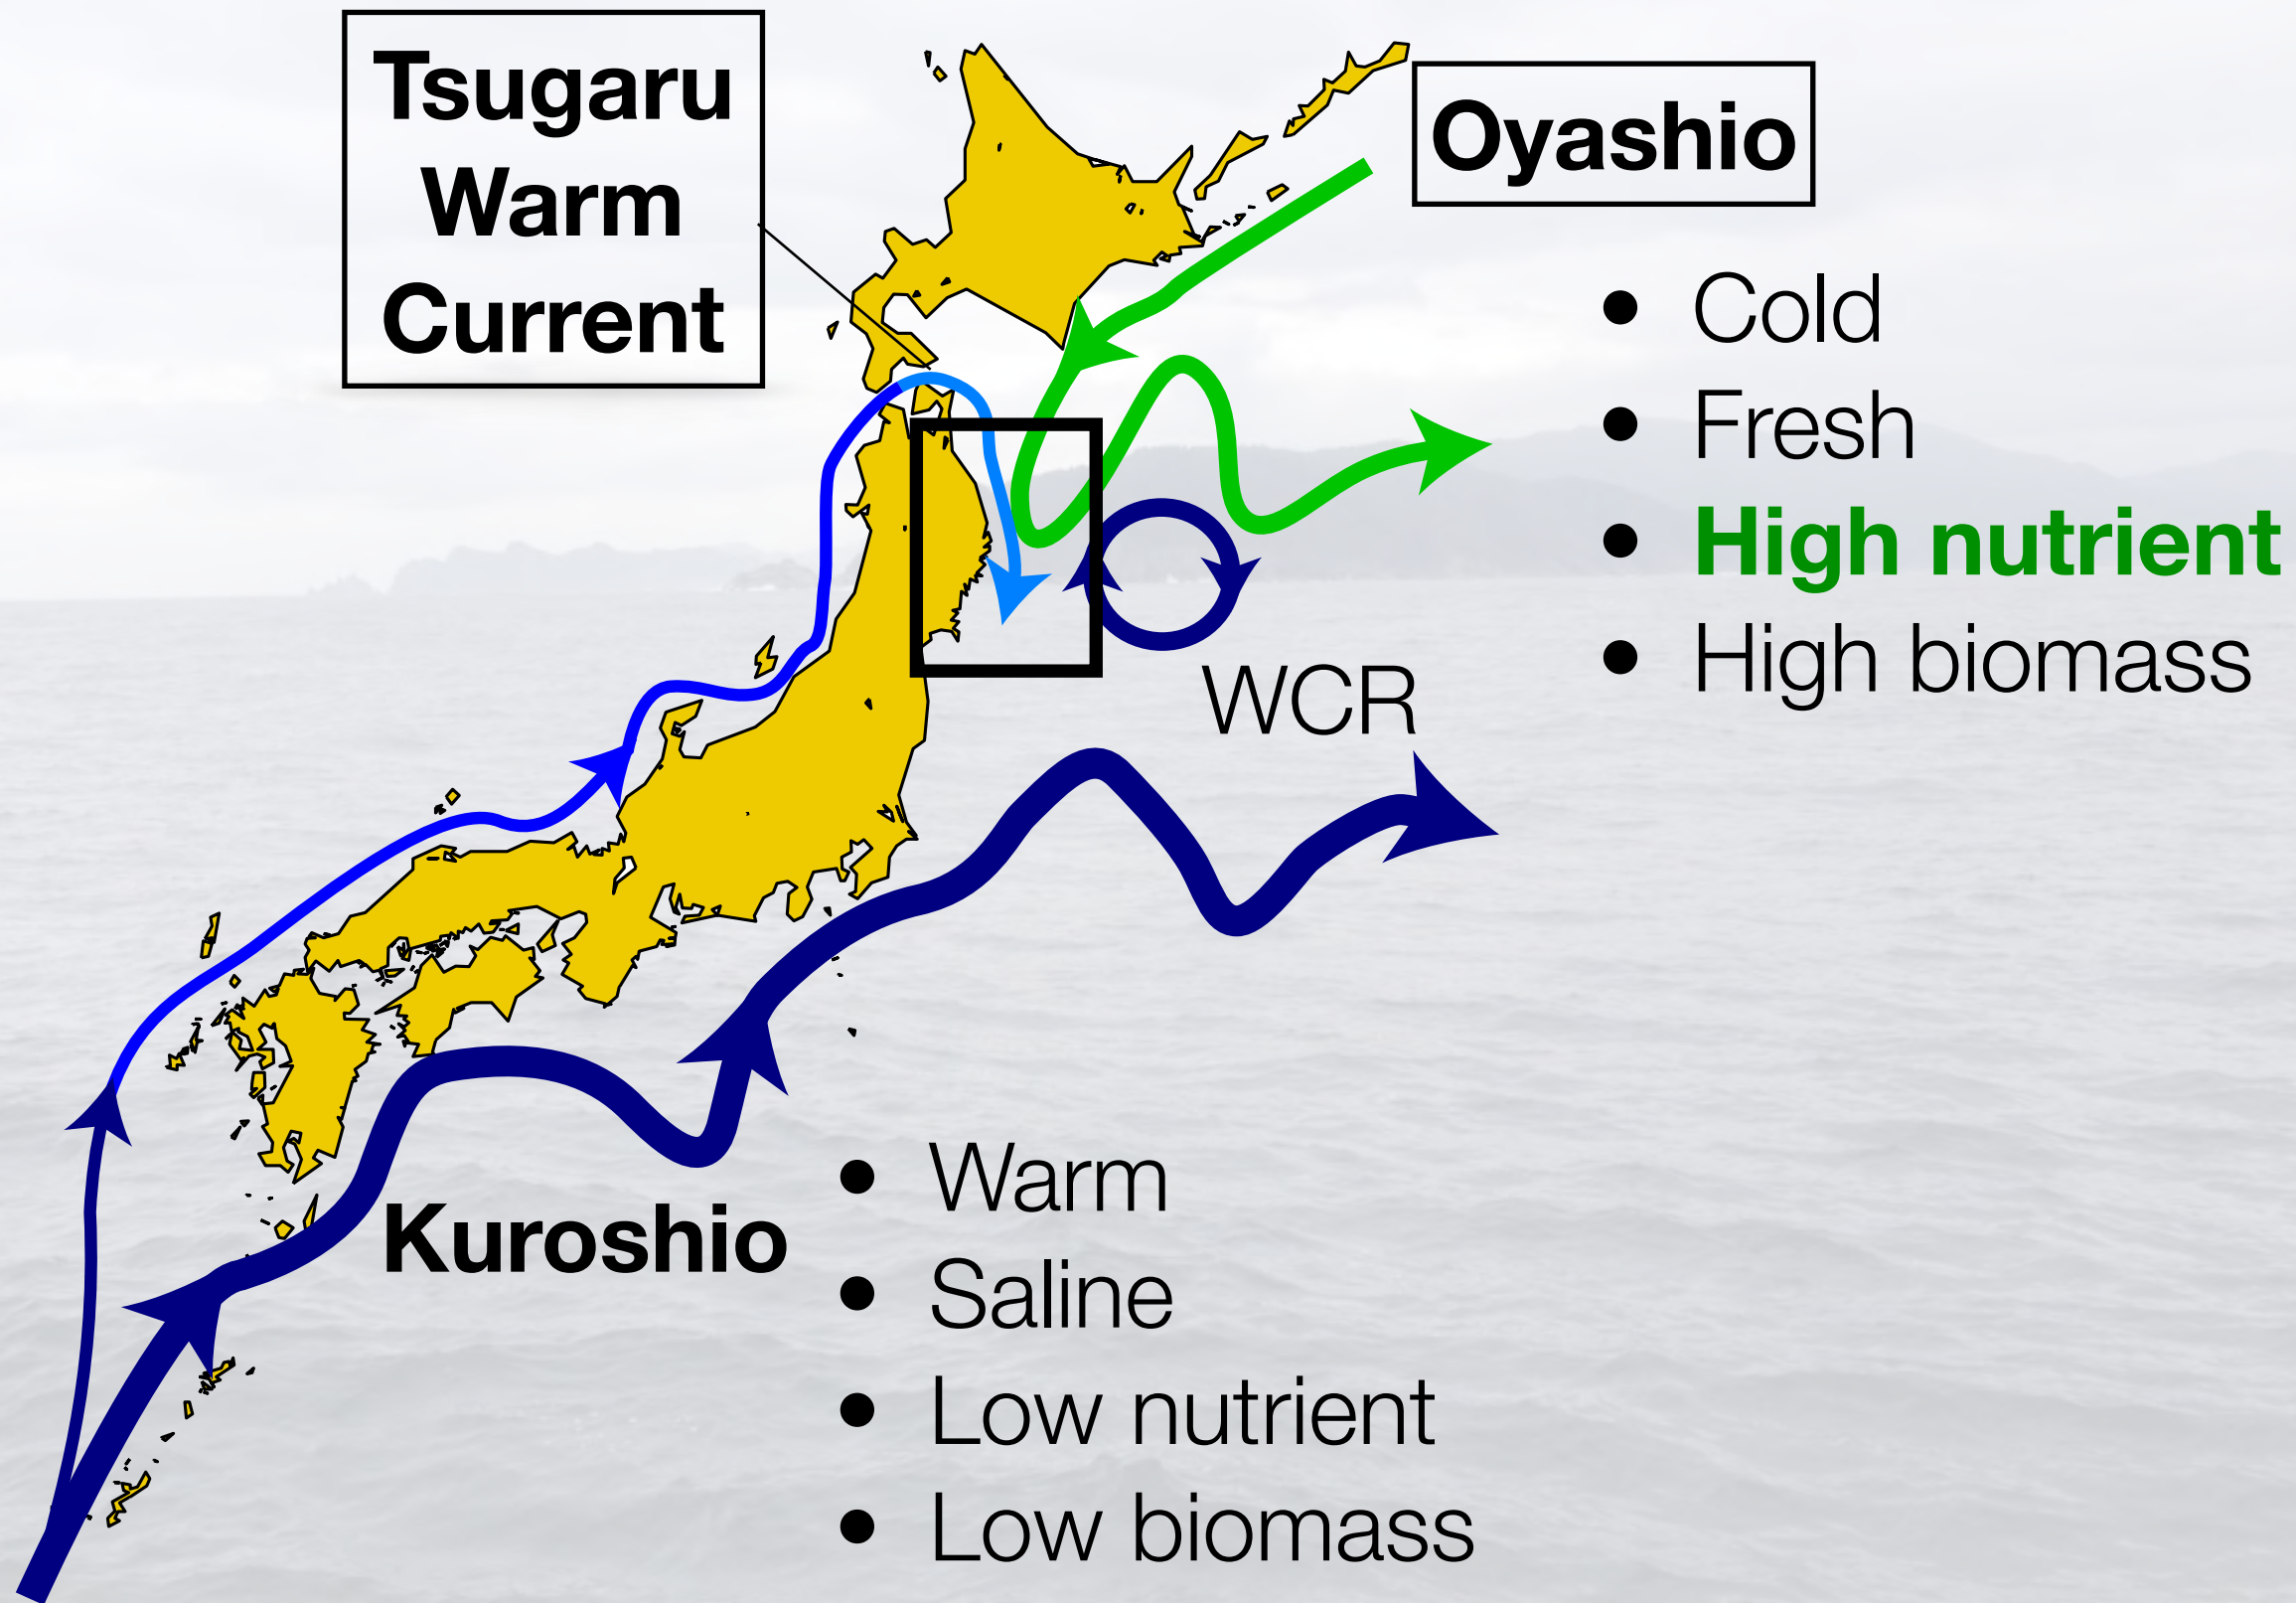 Tsugaru
Warm
Current
Oyashio
• Cold
• Fresh
• High nutrient
• High biomass
WCR
Kuroshio
• Warm
• Saline
• Low nutrient
• Low biomass